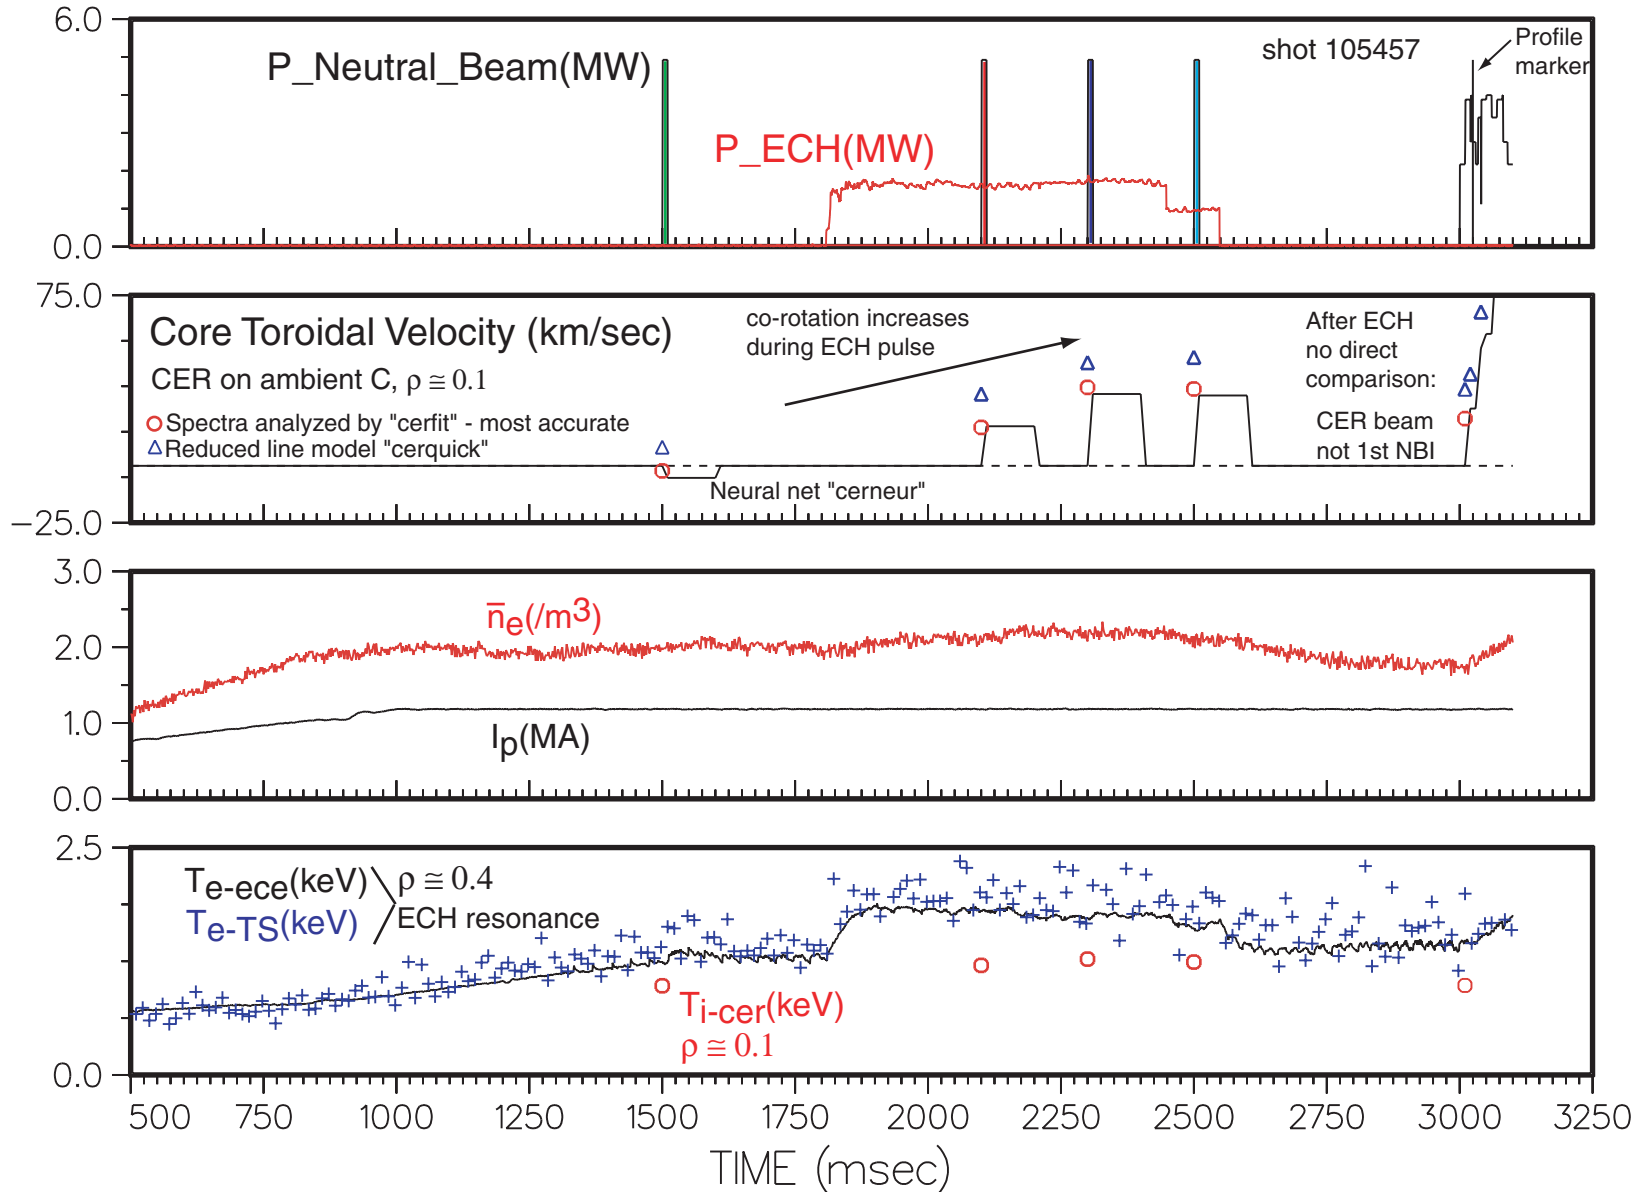 6.0
P_Neutral_Beam(MW)
shot 105457
Profile
marker
P_ECH(MW)
0.0
75.0
Core Toroidal Velocity (km/sec)
CER on ambient C, ρ ≅ 0.1
Spectra analyzed by "cerfit" - most accurate
Reduced line model "cerquick"
co-rotation increases
during ECH pulse
After ECH
no direct
comparison:
CER beam
not 1st NBI
Neural net "cerneur"
−25.0
3.0
n̅e(/m3)
2.0
1.0
Ip(MA)
0.0
2.5
Te-ece(keV)
Te-TS(keV)
ρ ≅ 0.4
ECH resonance
Ti-cer(keV)
ρ ≅ 0.1
0.0
500 750 1000 1250 1500 1750 2000 2250 2500 2750 3000 3250
TIME (msec)